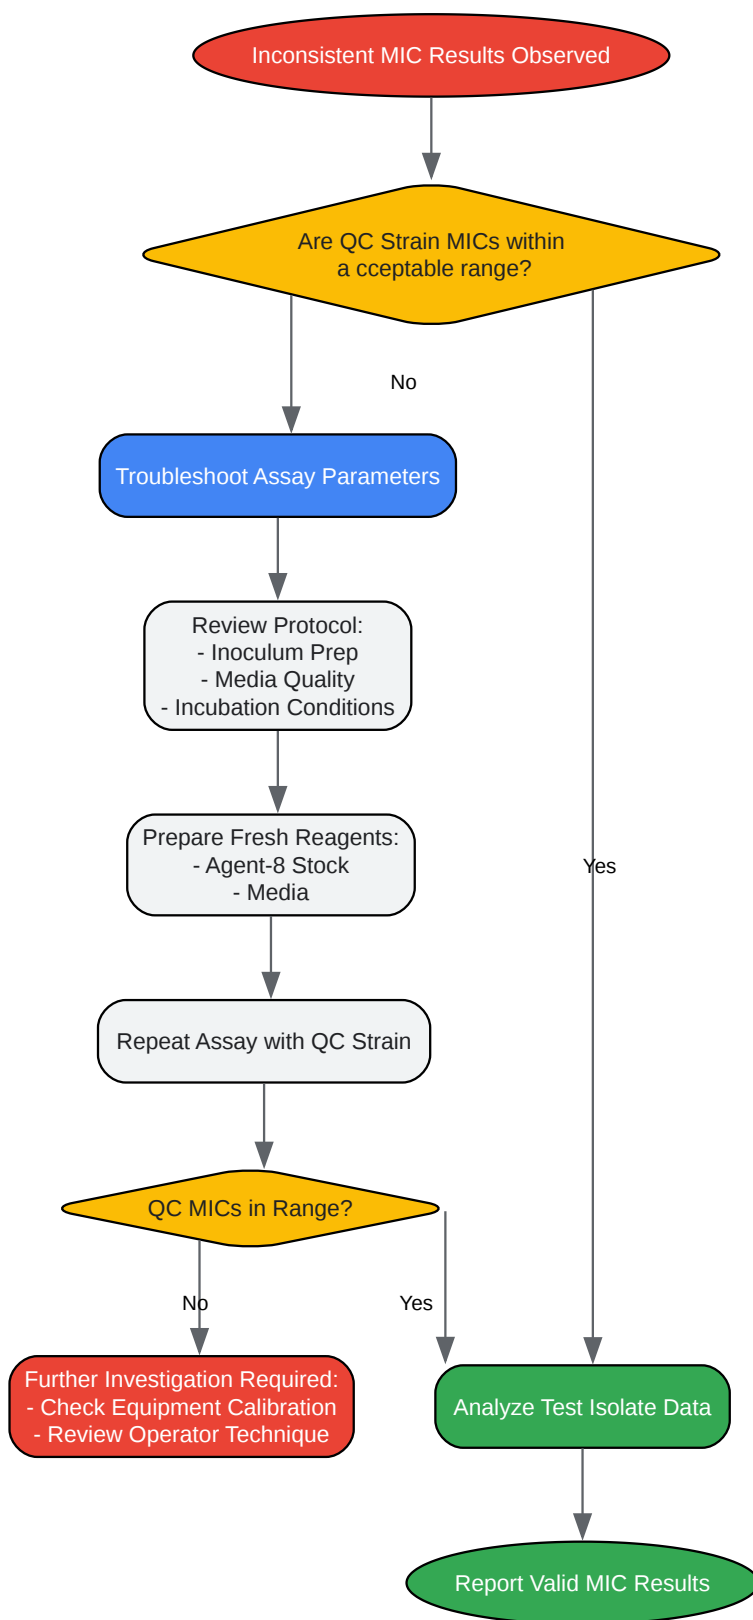 Inconsistent MIC Results Observed
Are QC Strain MICs within
a cceptable range?
No
Troubleshoot Assay Parameters
Review Protocol:
- Inoculum Prep
- Media Quality
- Incubation Conditions
Prepare Fresh Reagents:
- Agent-8 Stock
- Media
Yes
Repeat Assay with QC Strain
QC MICs in Range?
No
Yes
Further Investigation Required:
- Check Equipment Calibration
- Review Operator Technique
Analyze Test Isolate Data
Report Valid MIC Results